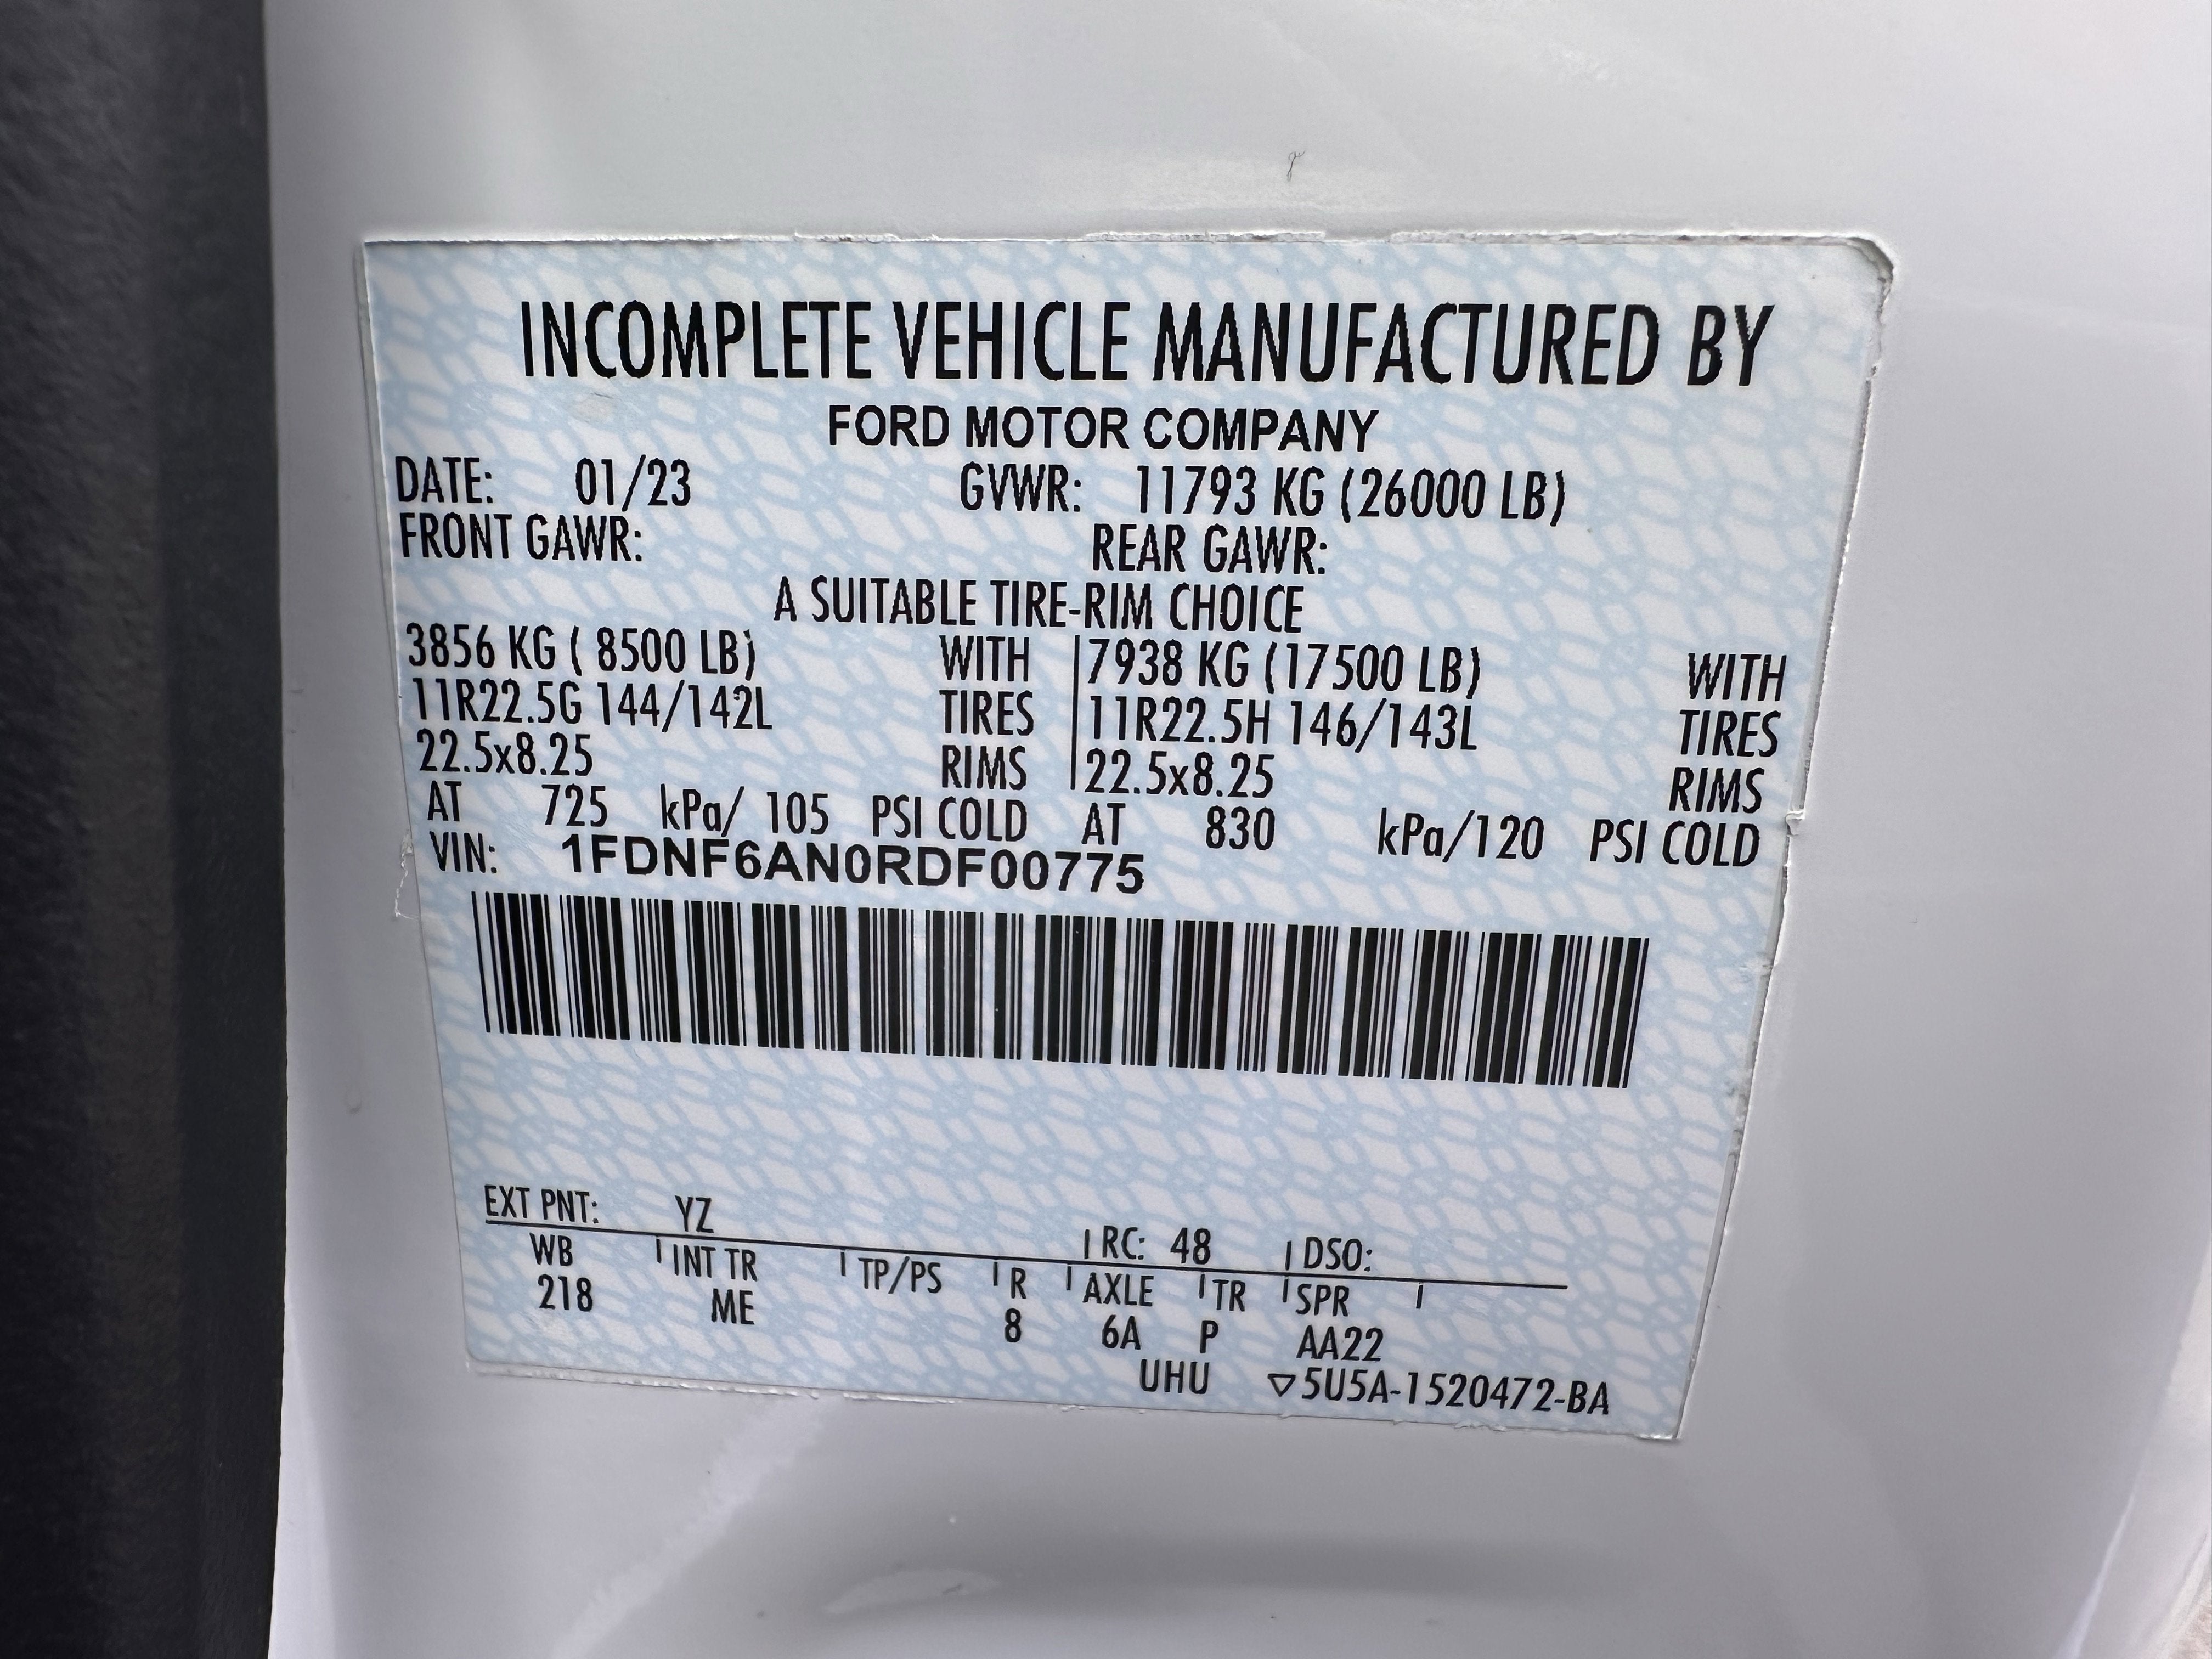 INCOMPLETE VEHICLE MANUFACTURED BY
FORD MOTOR COMPANY
DATE: 01/23 GVWR: 11793 KG (26000 LB)
FRONT GAWR: REAR GAWR:
A SUITABLE TIRE-RIM CHOICE
3856 KG ( 8500 LB) WITH 7938 KG (17500 LB) WITH
11R22.5G 144/142L TIRES 11R22.5H 146/143L TIRES
22.5x8.25 RIMS 22.5x8.25 RIMS
AT 725 kPa/ 105 PSI COLD AT 830 kPa/120 PSI COLD
VIN: 1FDNF6AN0RDF00775
EXT PNT: YZ RC: 48 DSO:
WB INT TR TP/PS R AXLE TR SPR
218 ME 8 6A P AA22
UHU ▽5U5A-1520472-BA